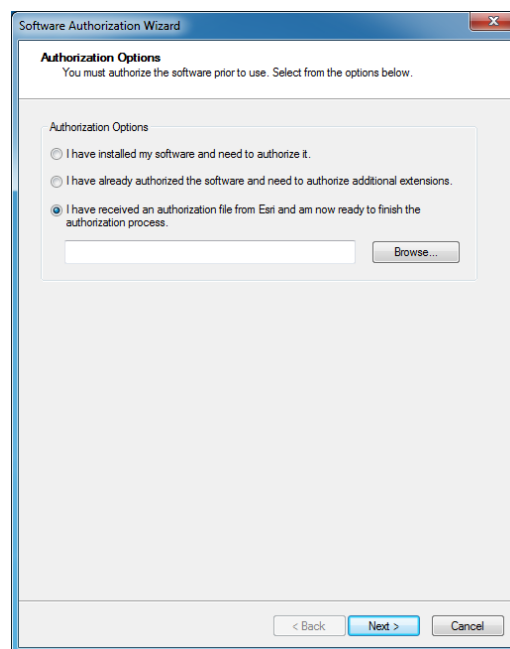 Software Authorization Wizard
Authorization Options
You must authorize the software prior to use. Select from the options below.
Authorization Options
I have installed my software and need to authorize it.
I have already authorized the software and need to authorize additional extensions.
I have received an authorization file from Esri and am now ready to finish the
authorization process.
Browse...
< Back Next > Cancel